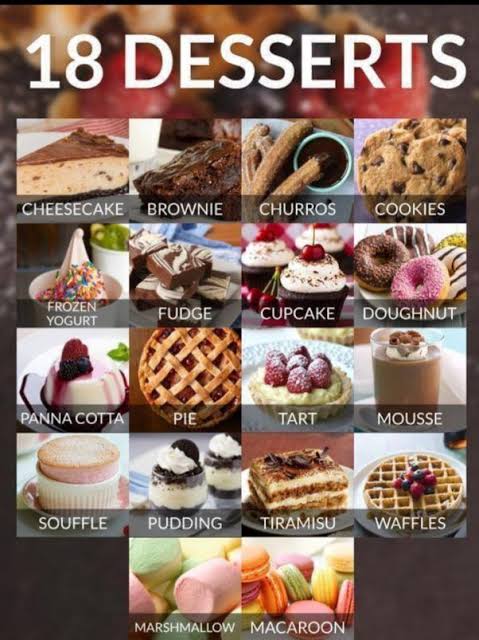 18 DESSERTS
CHEESECAKE
BROWNIE
CHURROS
COOKIES
FROZEN
YOGURT
FUDGE
CUPCAKE
DOUGHNUT
PANNA COTTA
PIE
TART
MOUSSE
SOUFFLE
PUDDING
TIRAMISU
WAFFLES
MARSHMALLOW
MACAROON